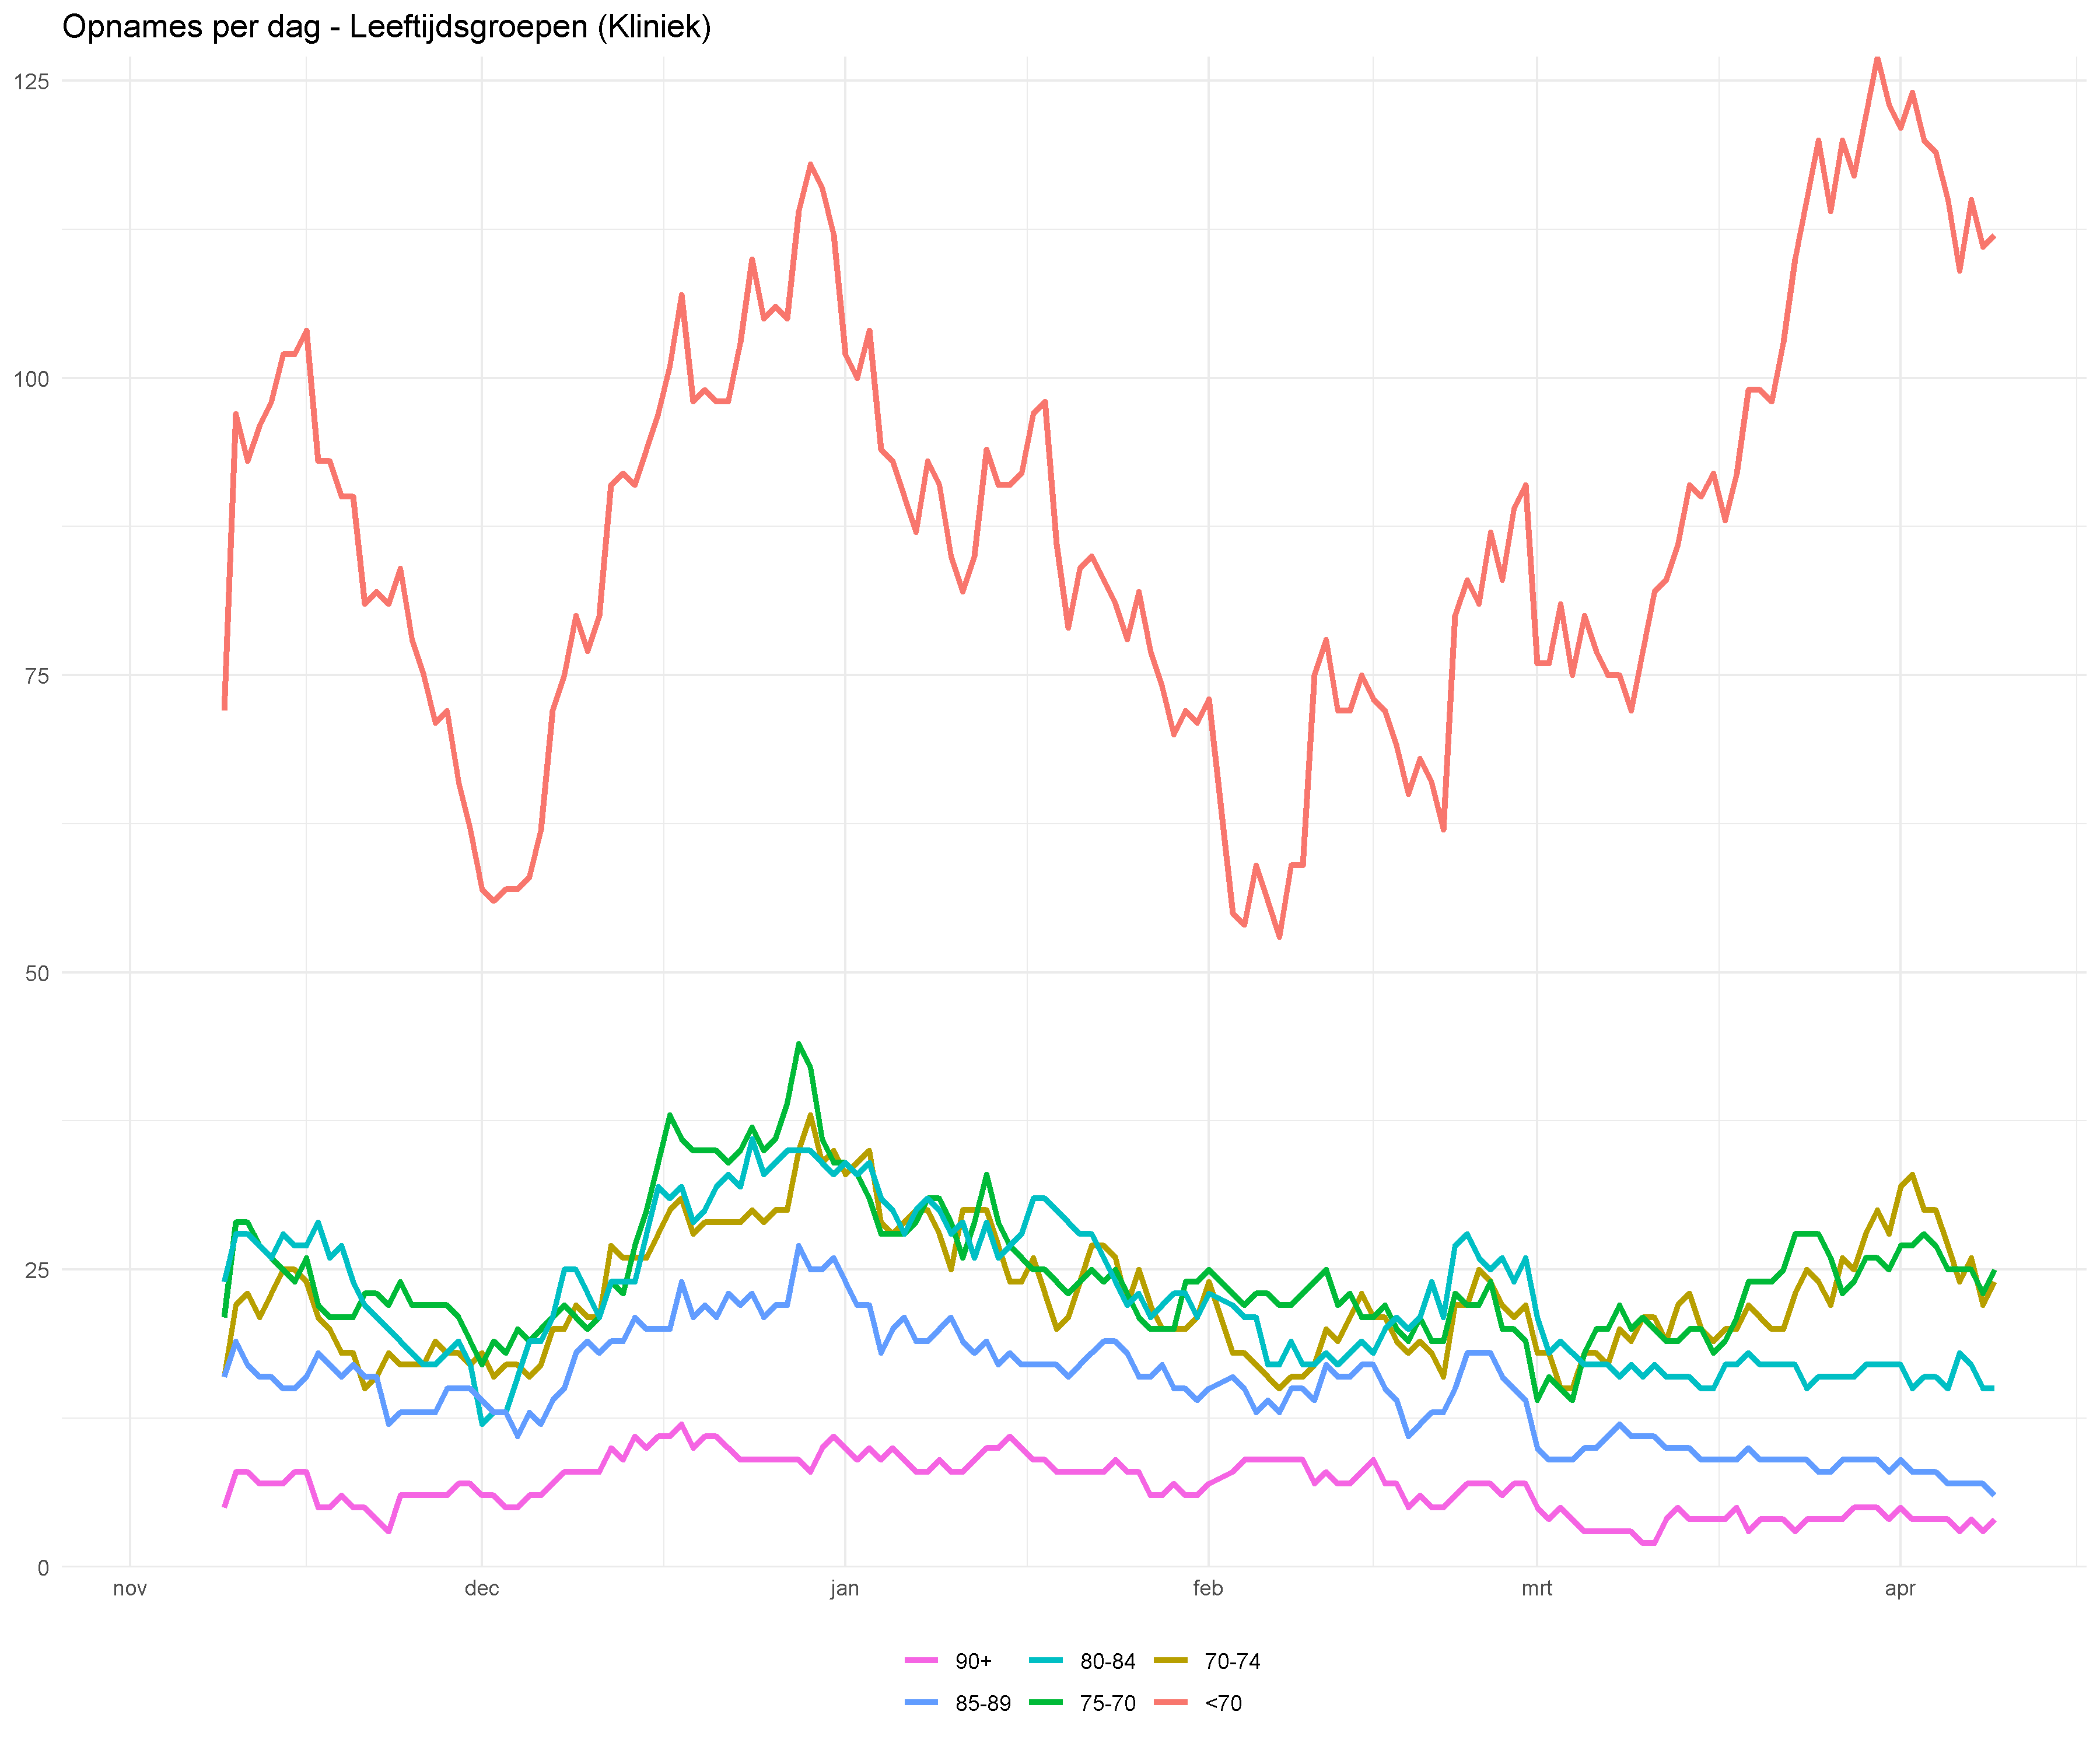 Opnames per dag - Leeftijdsgroepen (Kliniek)
125
100
75
50
25
0
nov dec jan feb mrt apr
90+ 80-84 70-74
85-89 75-70 <70